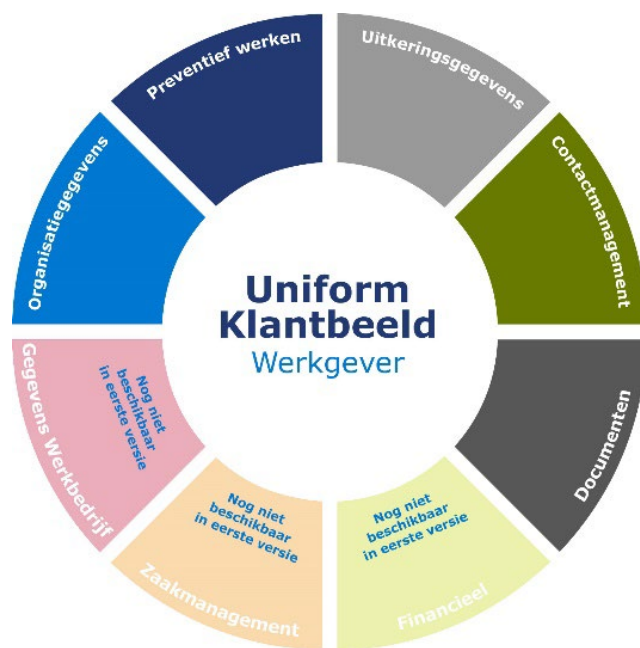 Preventief werken
Uitkeringsgegevens
Contactmanagement
Documenten
Financieel
Nog niet
beschikbaar
in eerste versie
Zaakmanagement
Nog niet
beschikbaar
in eerste versie
Gegevens Werkbedrijf
Nog niet
beschikbaar
in eerste versie
Organisatiegegevens
Uniform
Klantbeeld
Werkgever